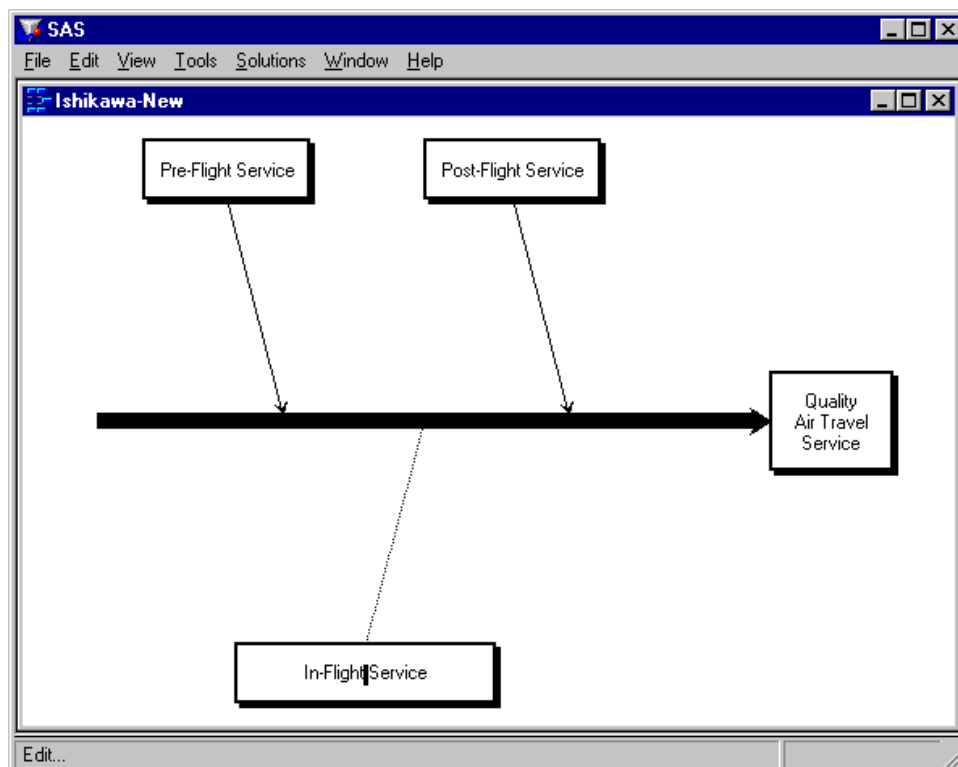 SAS
File Edit View Tools Solutions Window Help
Ishikawa-New
Pre-Flight Service
Post-Flight Service
Quality
Air Travel
Service
In-Flight Service
Edit...